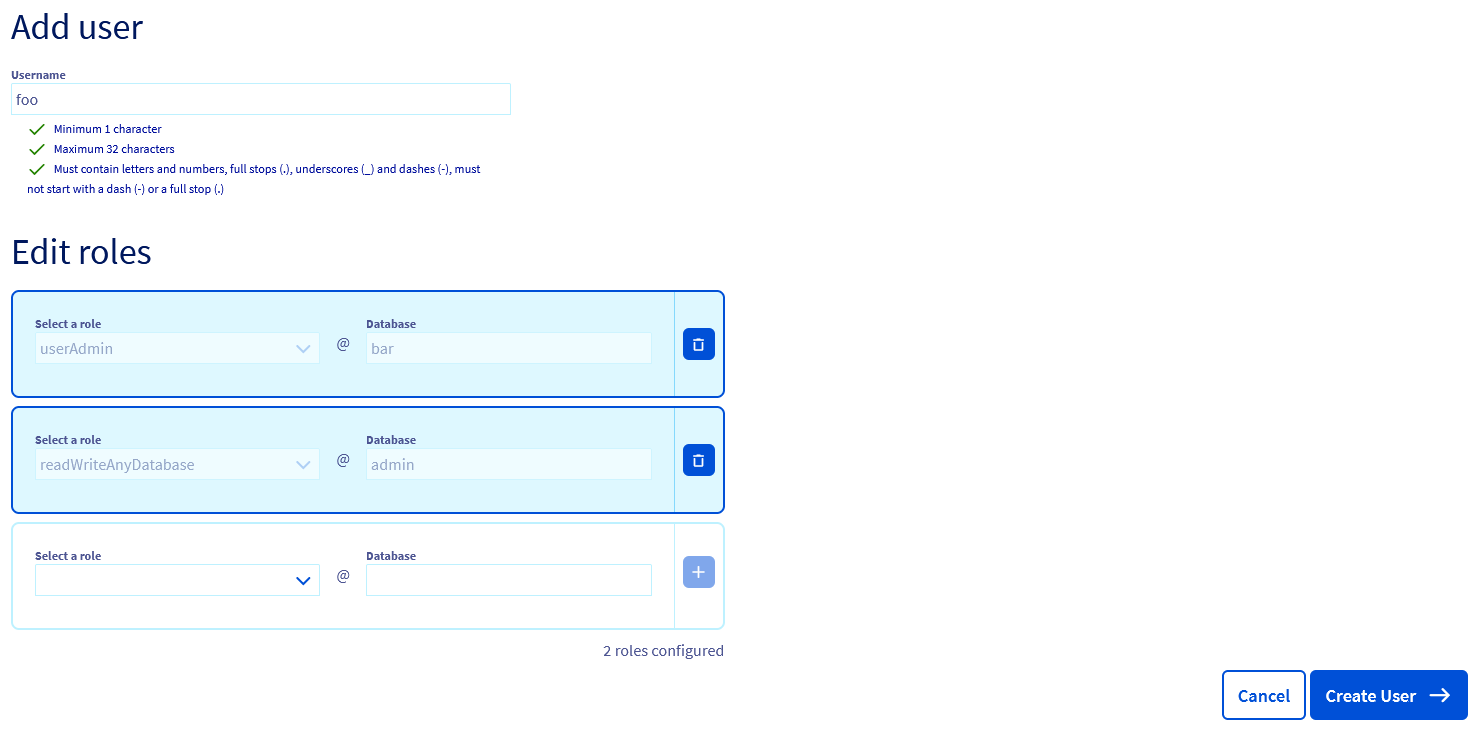 Add user
Username
foo
Minimum 1 character
Maximum 32 characters
Must contain letters and numbers, full stops (.), underscores (_) and dashes (-), must
not start with a dash (-) or a full stop (.)
Edit roles
Select a role
Database
userAdmin
@
bar
Select a role
Database
readWriteAnyDatabase
@
admin
Select a role
Database
@
2 roles configured
Cancel
Create User